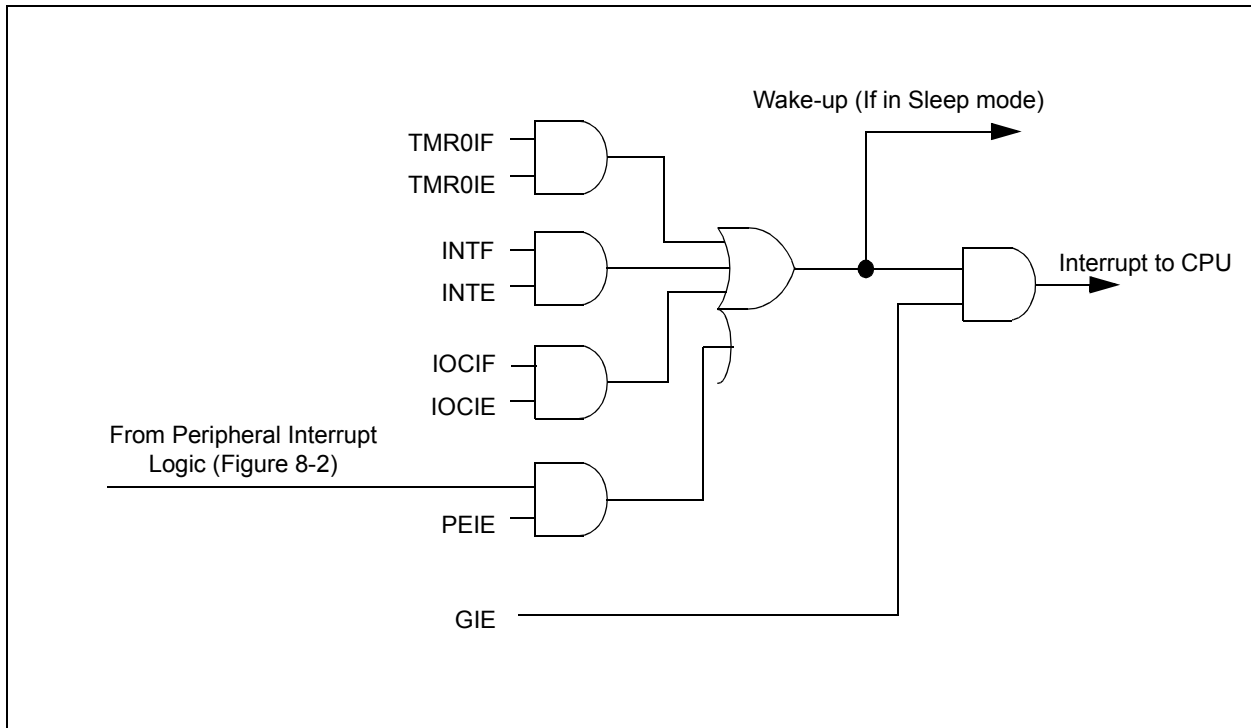 Wake-up (If in Sleep mode)
TMR0IF
TMR0IE
INTF
INTE
Interrupt to CPU
IOCIF
IOCIE
From Peripheral Interrupt
Logic (Figure 8-2)
PEIE
GIE